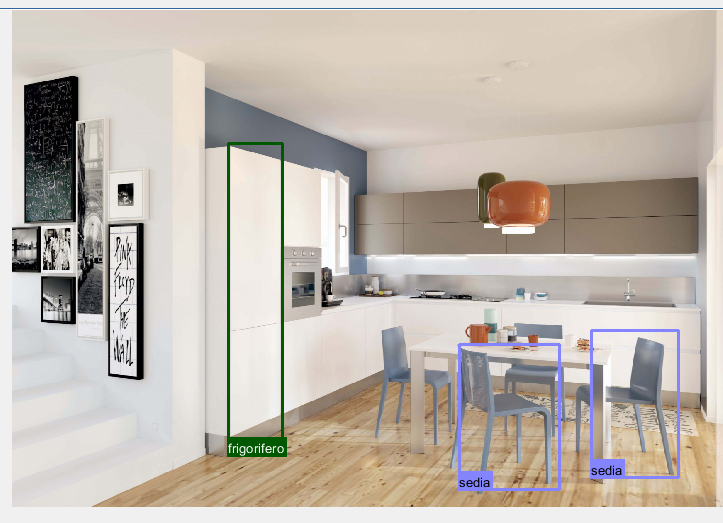 PINK
FLOYD
THE
WALL
frigorifero
sedia
sedia